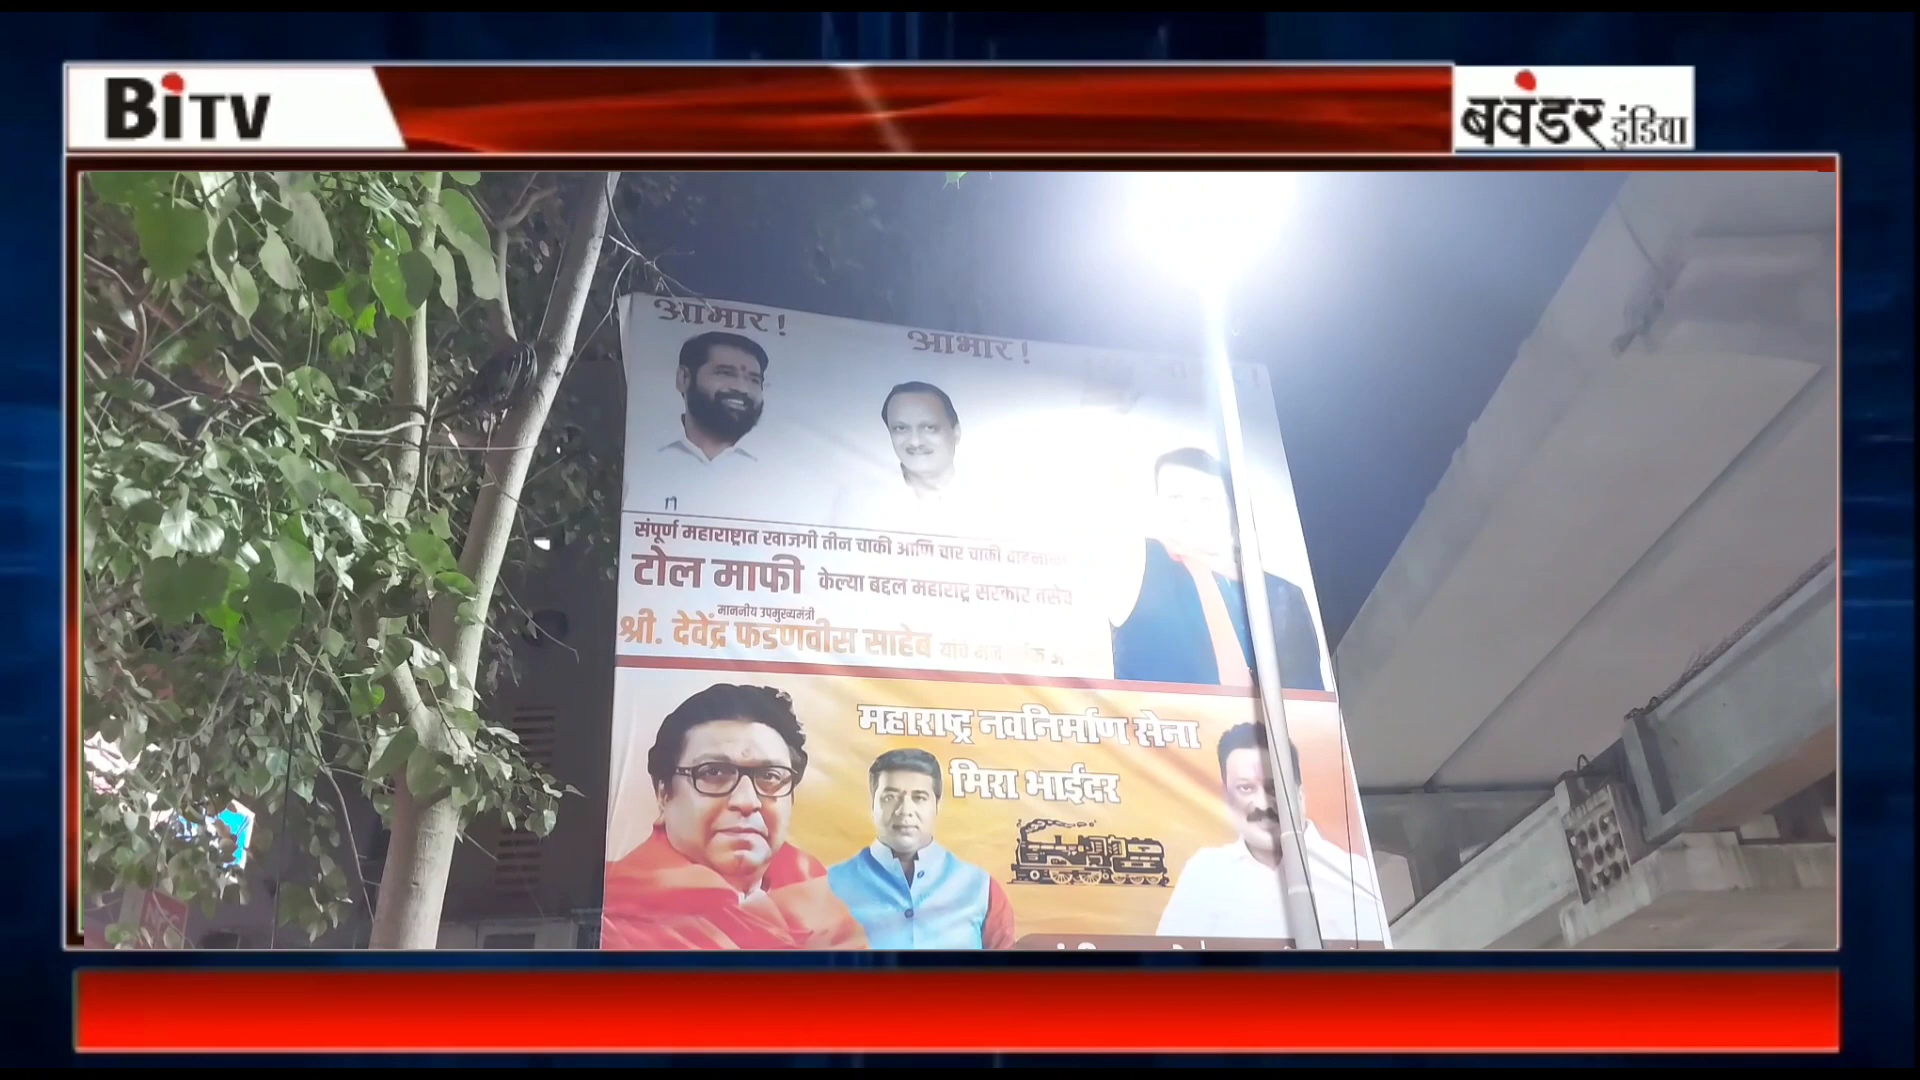 BiTV
बवंडर इंडिया
आभार!
आभार!
संपूर्ण महाराष्ट्रात खाजगी तीन चाकी आणि चार चाकी वाहनांना
टोल माफी केल्या बद्दल महाराष्ट्र सरकार तसेच
माननीय उपमुख्यमंत्री
श्री. देवेंद्र फडणवीस साहेब यांचे
महाराष्ट्र नवनिर्माण सेना
मिरा भाईंदर